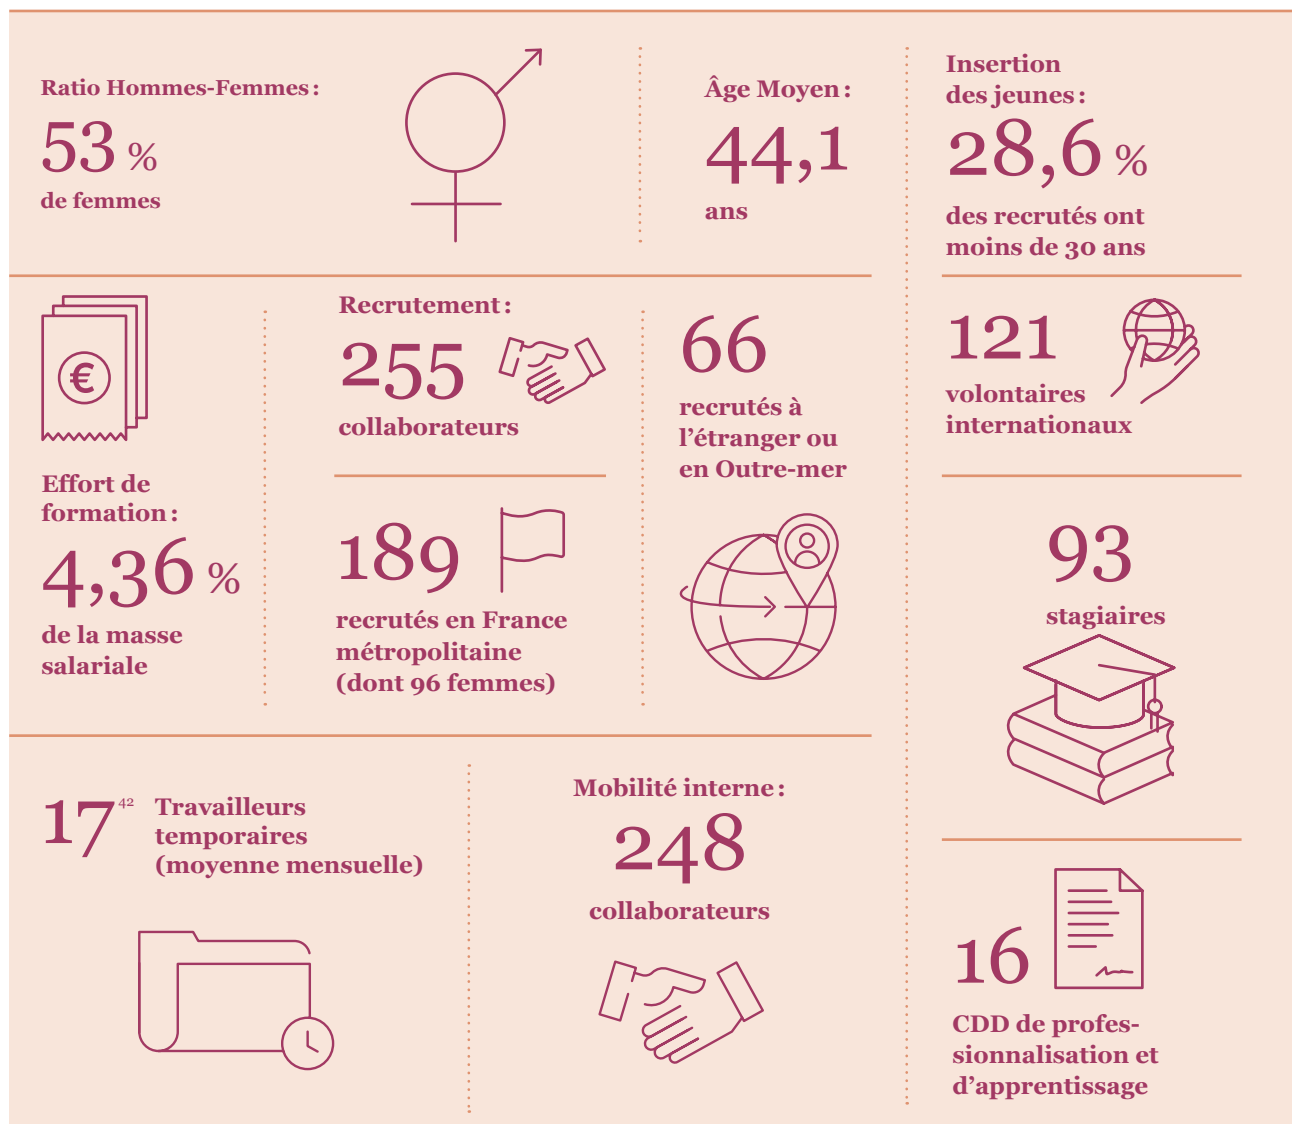 Ratio Hommes-Femmes :
53 %
de femmes
Âge Moyen :
44,1
ans
Insertion
des jeunes :
28,6 %
des recrutés ont
moins de 30 ans
€
Effort de
formation :
4,36 %
de la masse
salariale
Recrutement :
255
collaborateurs
189
recrutés en France
métropolitaine
(dont 96 femmes)
66
recrutés à
l’étranger ou
en Outre-mer
121
volontaires
internationaux
93
stagiaires
17 42
Travailleurs
temporaires
(moyenne mensuelle)
Mobilité interne :
248
collaborateurs
16
CDD de profes-
sionnalisation et
d’apprentissage